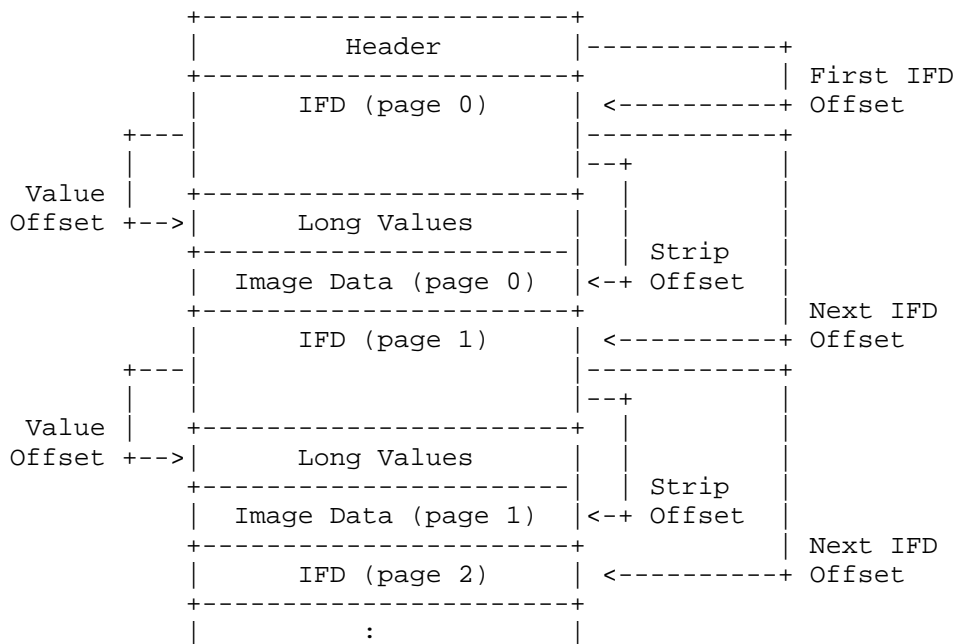 +-----------------------+
|         Header        |------------+
+-----------------------+            | First IFD
|      IFD (page 0)     | <----------+ Offset
+---|                       |------------+
|   |                       |--+         |
Value |   +-----------------------+  |         |
Offset +-->|      Long Values      |  |         |
+-----------------------|  | Strip   |
|  Image Data (page 0)  |<-+ Offset  |
+-----------------------+            | Next IFD
|      IFD (page 1)     | <----------+ Offset
+---|                       |------------+
|   |                       |--+         |
Value |   +-----------------------+  |         |
Offset +-->|      Long Values      |  |         |
+-----------------------|  | Strip   |
|  Image Data (page 1)  |<-+ Offset  |
+-----------------------+            | Next IFD
|      IFD (page 2)     | <----------+ Offset
+-----------------------+
|          :            |